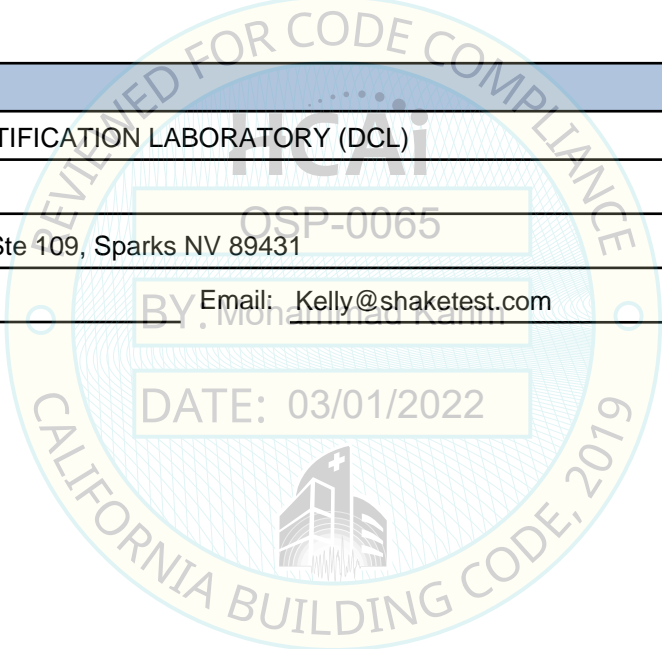 REVIEWED FOR CODE COMPLIANCE
HCAi
TIFICATION LABORATORY (DCL)
OSP-0065
Ste 109, Sparks NV 89431
Email: Kelly@shaketest.com
BY: Mohammad Karim
DATE: 03/01/2022
CALIFORNIA BUILDING CODE, 2019